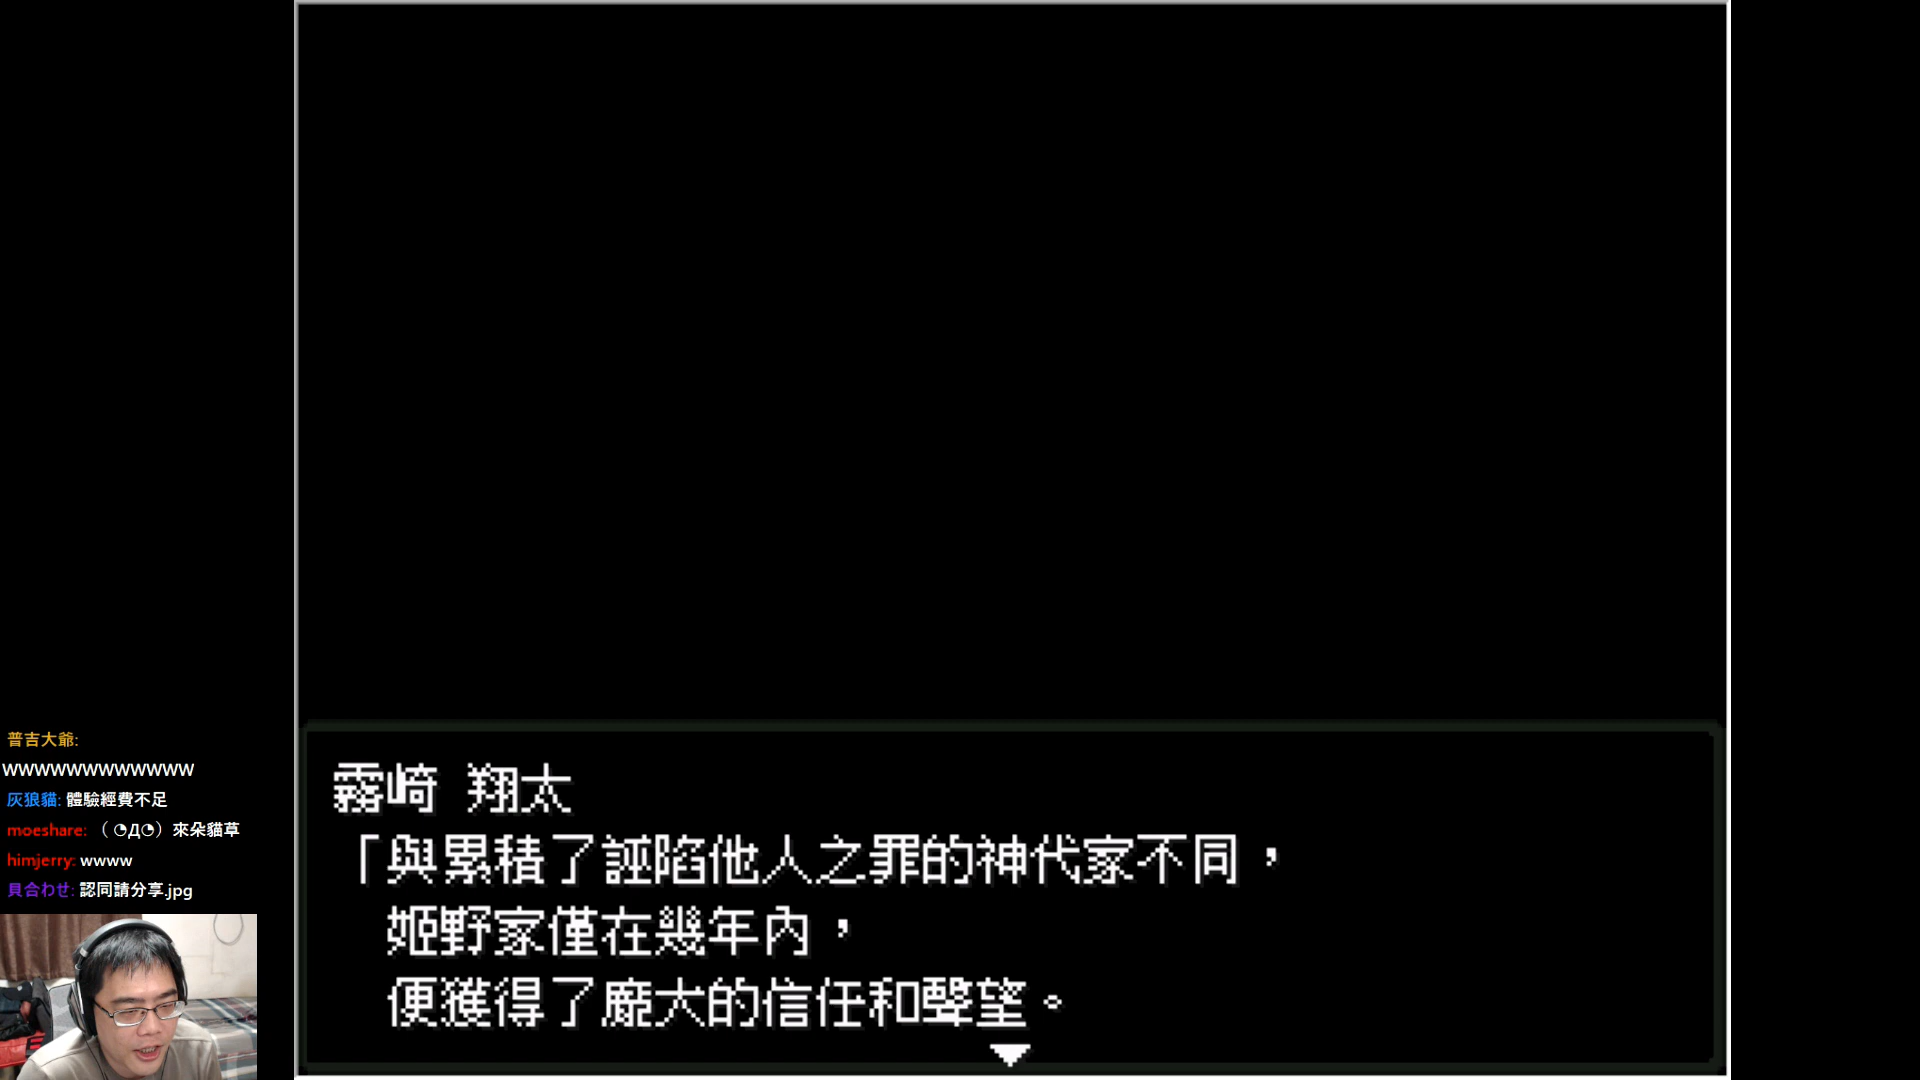 普吉大爺:
wwwwwwwwwwww
灰狼貓: 體驗經費不足
moeshare: （ ◔Д◔） 來朵貓草
himjerry: wwww
貝合わせ: 認同請分享.jpg
霧崎 翔太
「與累積了誣陷他人之罪的神代家不同，
姬野家僅在幾年內，
便獲得了龐大的信任和聲望。